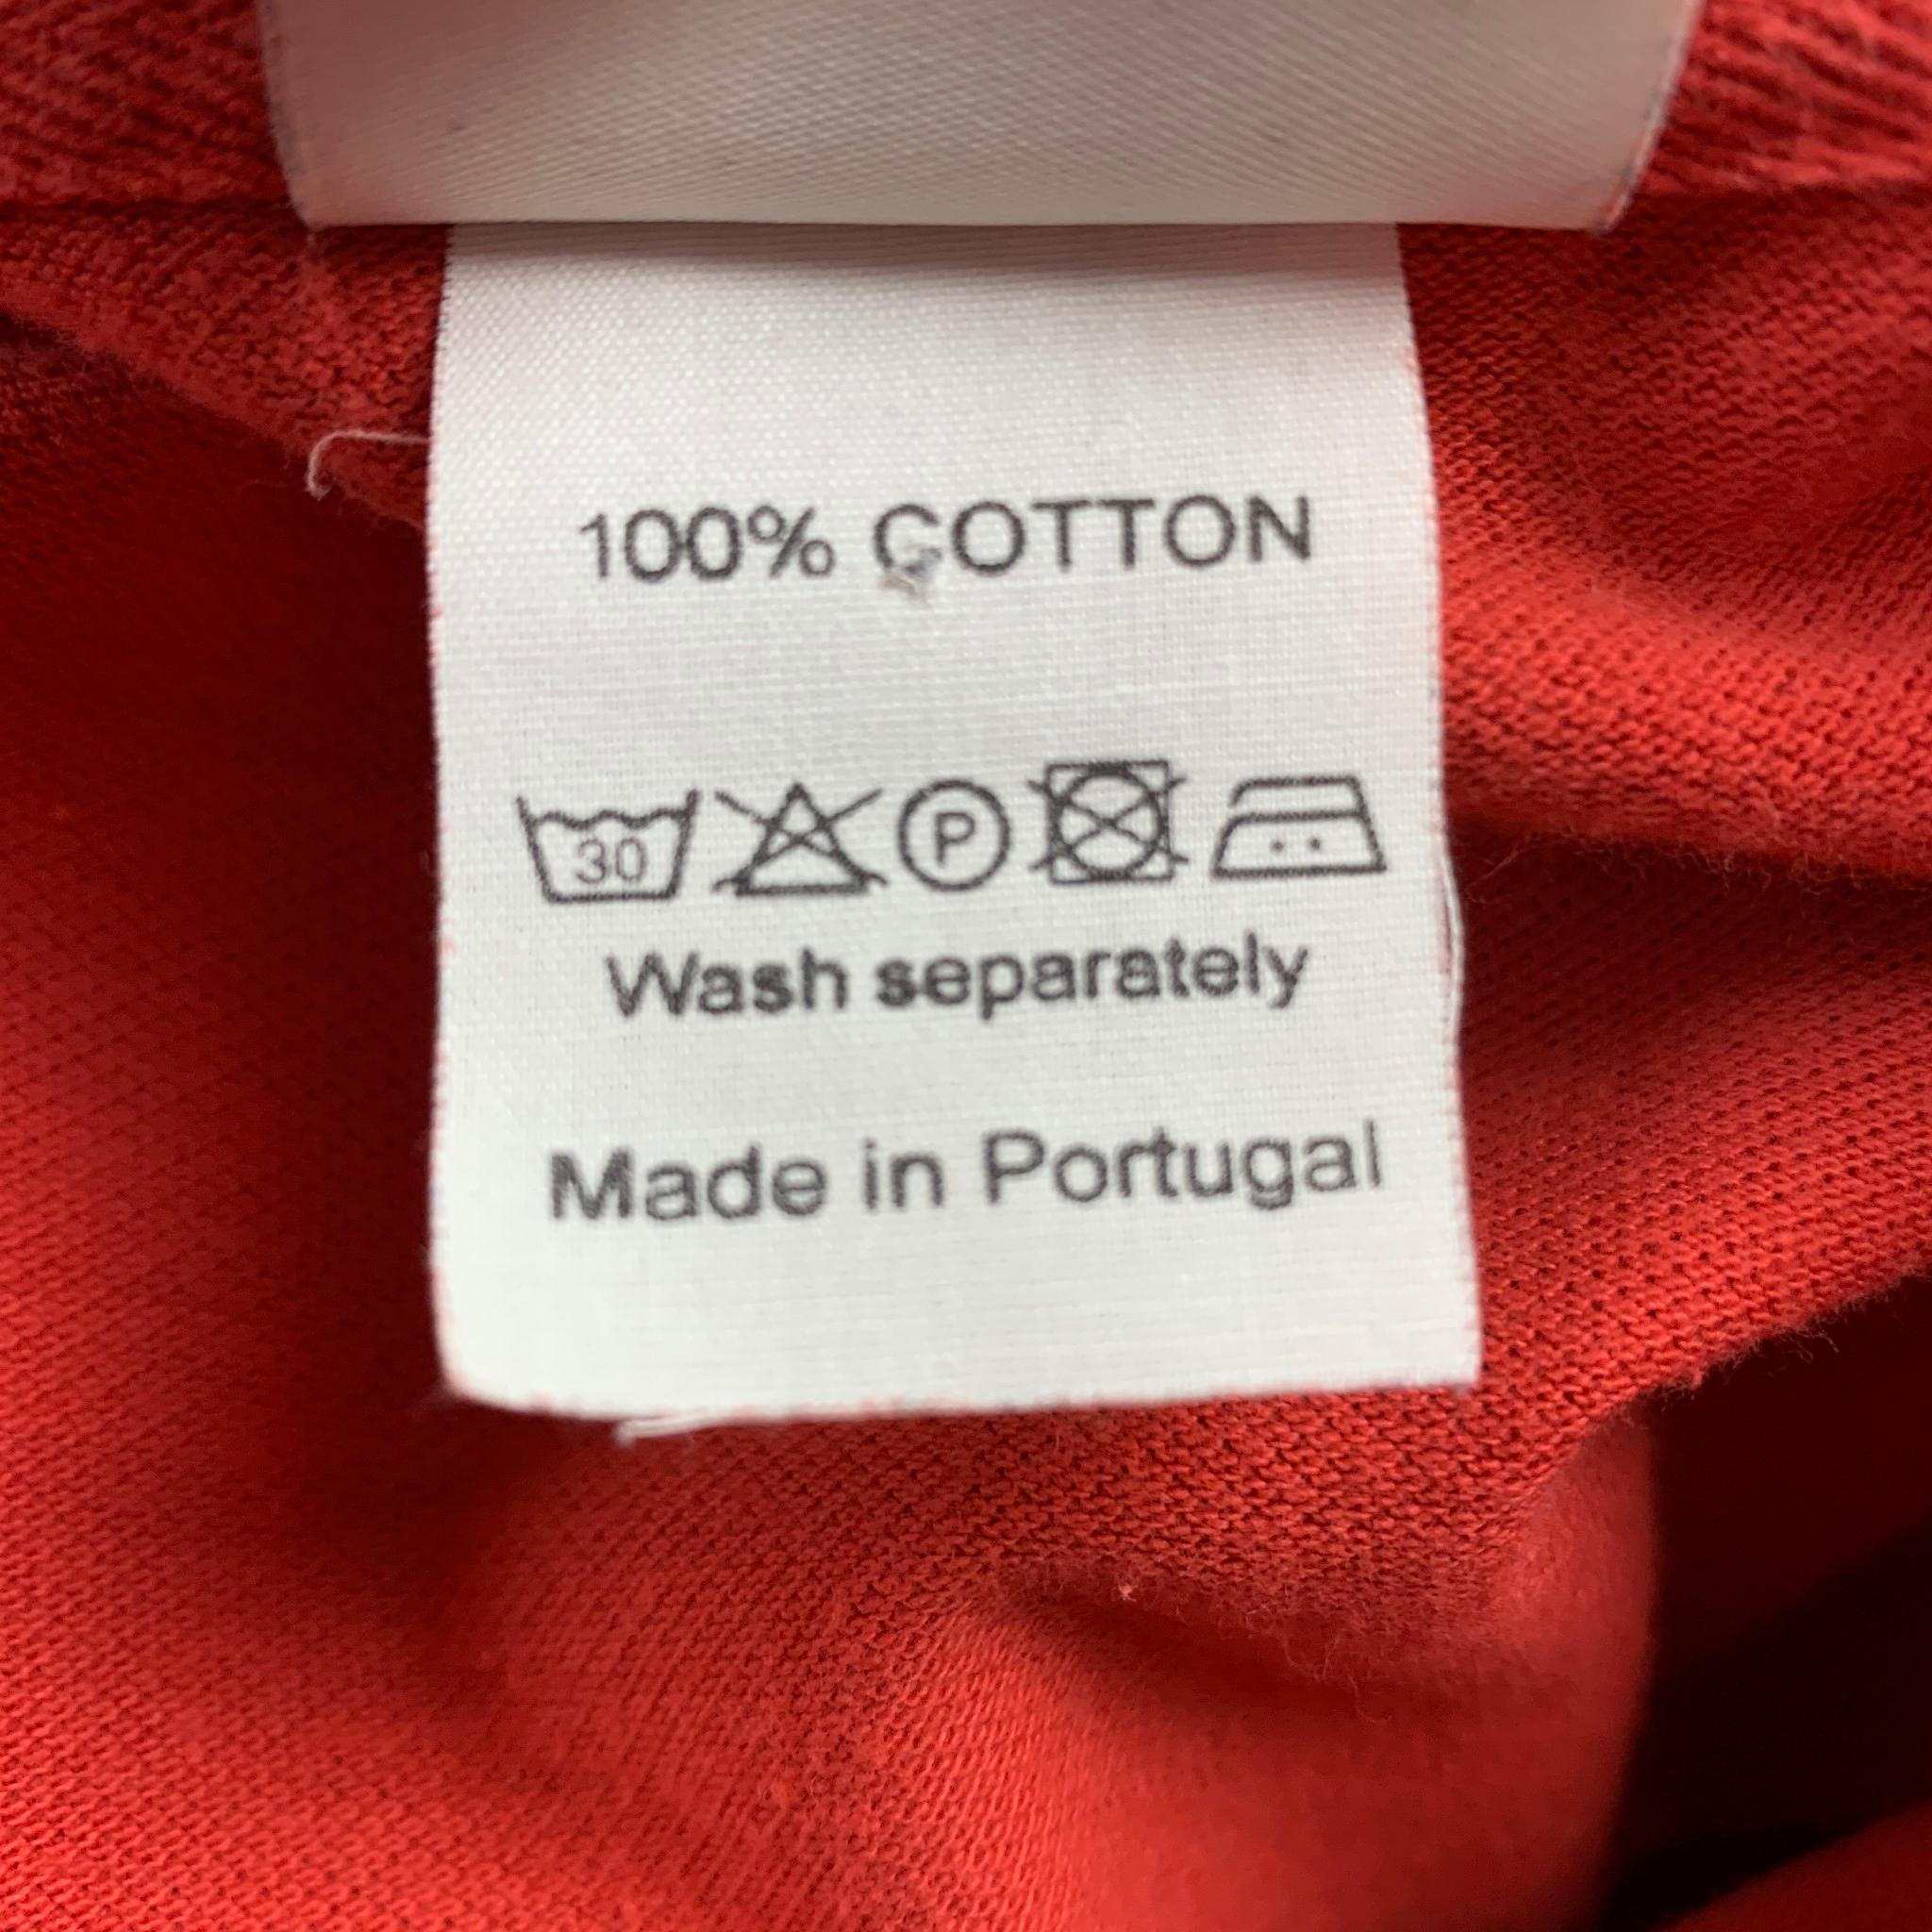 100% COTTON
30 P
Wash separately
Made in Portugal